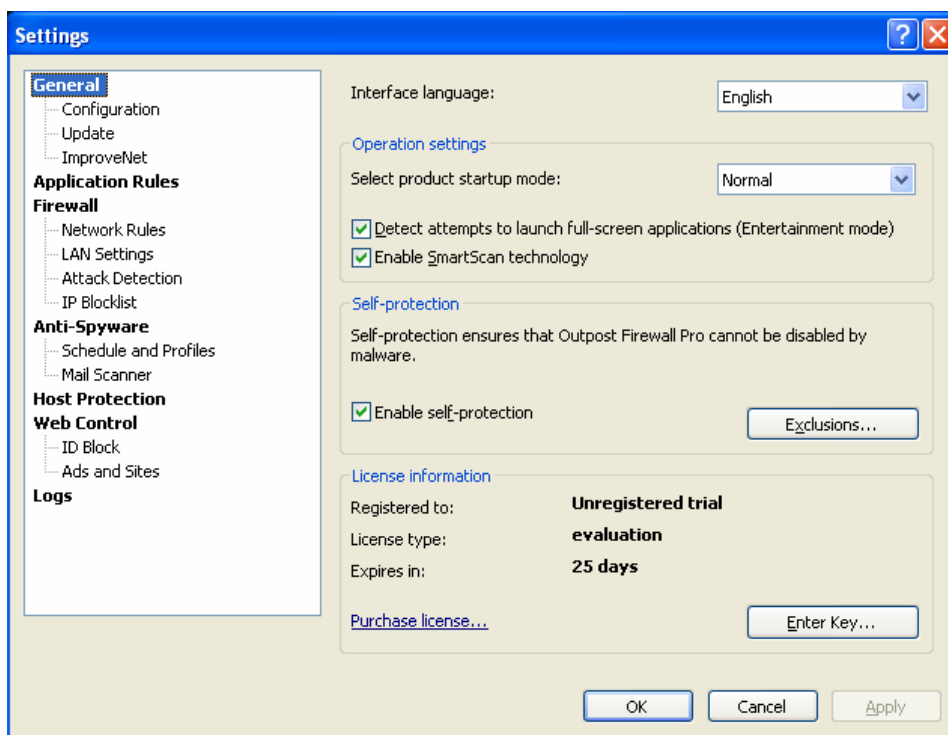 Settings
General
Configuration
Update
ImproveNet
Application Rules
Firewall
Network Rules
LAN Settings
Attack Detection
IP Blocklist
Anti-Spyware
Schedule and Profiles
Mail Scanner
Host Protection
Web Control
ID Block
Ads and Sites
Logs
Interface language: English
Operation settings
Select product startup mode: Normal
Detect attempts to launch full-screen applications (Entertainment mode)
Enable SmartScan technology
Self-protection
Self-protection ensures that Outpost Firewall Pro cannot be disabled by
malware.
Enable self-protection
Exclusions...
License information
Registered to: Unregistered trial
License type: evaluation
Expires in: 25 days
Purchase license... Enter Key...
OK Cancel Apply